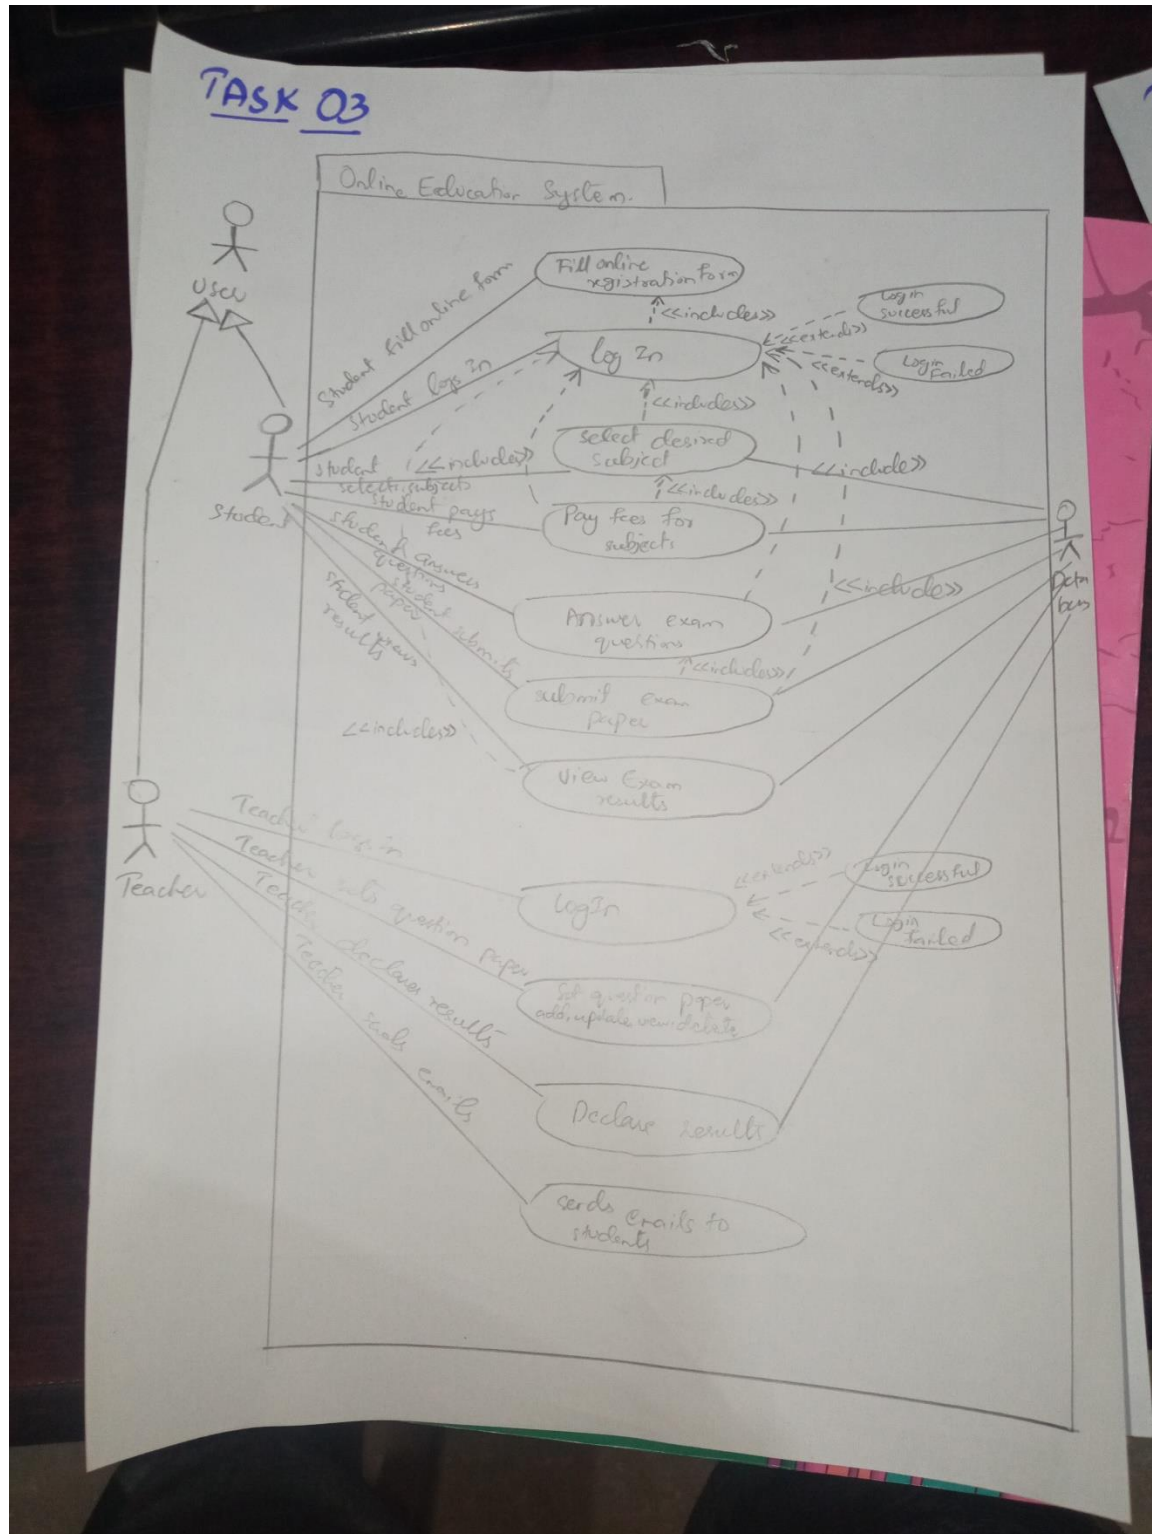 TASK 03
Online Education System.
User
Fill online
registration form
Student Fill online form
<<includes>>
Login
successful
<<extends>>
log In
Student logs In
Login
Failed
<<extends>>
<<includes>>
select desired
subject
student
selects subjects
<<includes>>
<<include>>
<<includes>>
Student
student pays
fees
Pay fees for
subjects
Data
student answers
questions
Answer exam
questions
<<include>>
student submits
paper
<<includes>>
submit exam
paper
student views
results
<<includes>>
View Exam
results
Teacher
Teacher Log in
LogIn
<<extends>>
Login
successful
<<extends>>
Login
Failed
Teacher sets question paper
Set question paper
add, update, view, delete
Teacher declares results
Declare results
Teacher sends emails
sends emails to
students